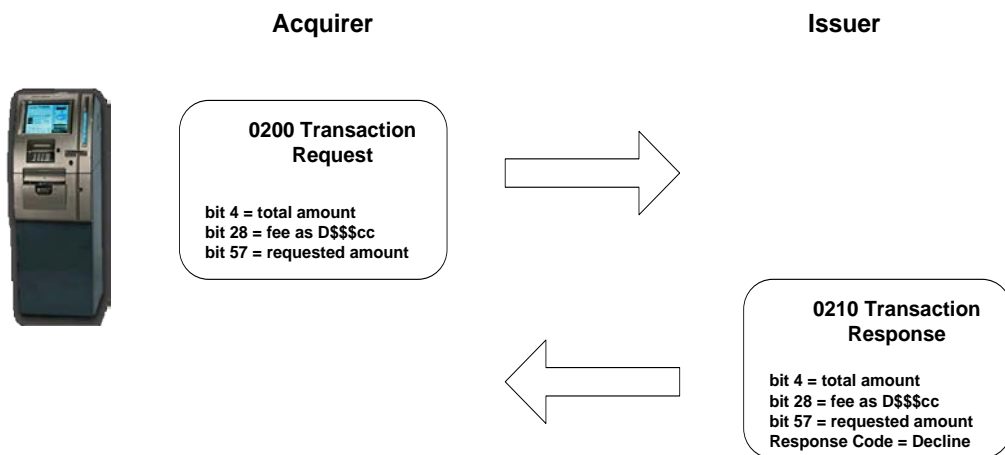 Acquirer
Issuer
0200 Transaction
Request
bit 4 = total amount
bit 28 = fee as D$$$cc
bit 57 = requested amount
0210 Transaction
Response
bit 4 = total amount
bit 28 = fee as D$$$cc
bit 57 = requested amount
Response Code = Decline